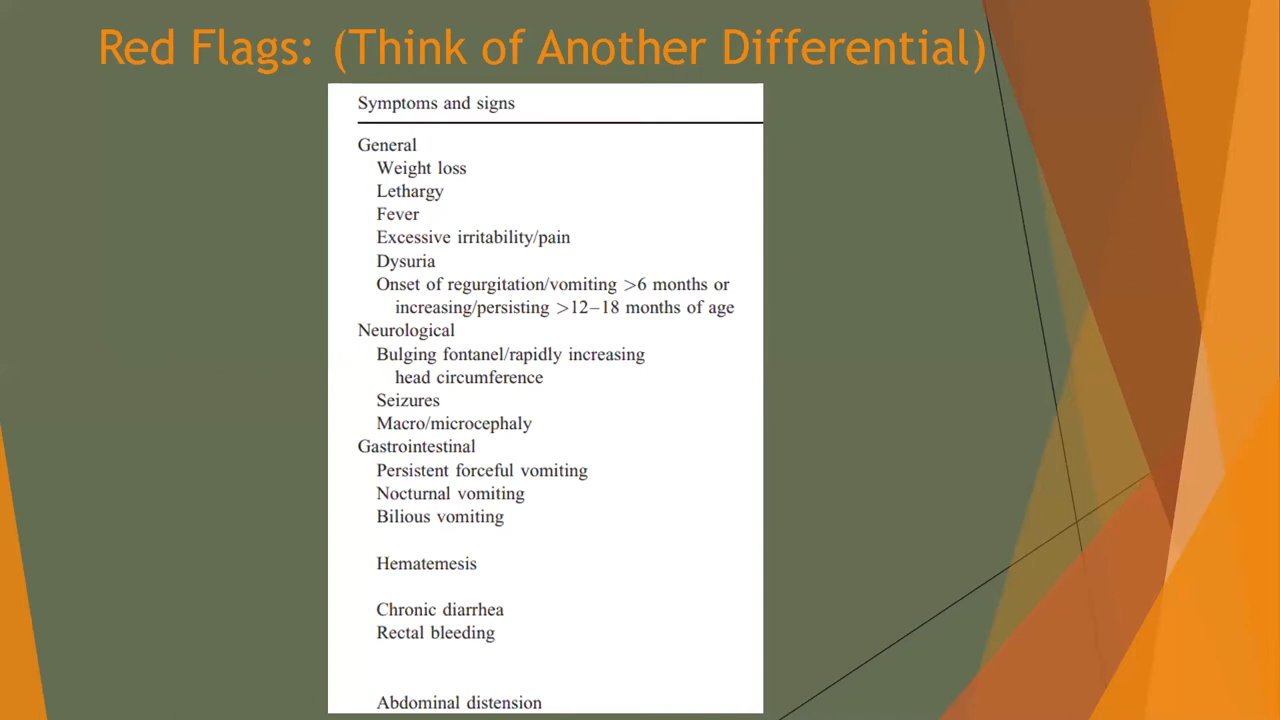 Red Flags: (Think of Another Differential)
Symptoms and signs
General
Weight loss
Lethargy
Fever
Excessive irritability/pain
Dysuria
Onset of regurgitation/vomiting >6 months or
increasing/persisting >12–18 months of age
Neurological
Bulging fontanel/rapidly increasing
head circumference
Seizures
Macro/microcephaly
Gastrointestinal
Persistent forceful vomiting
Nocturnal vomiting
Bilious vomiting
Hematemesis
Chronic diarrhea
Rectal bleeding
Abdominal distension